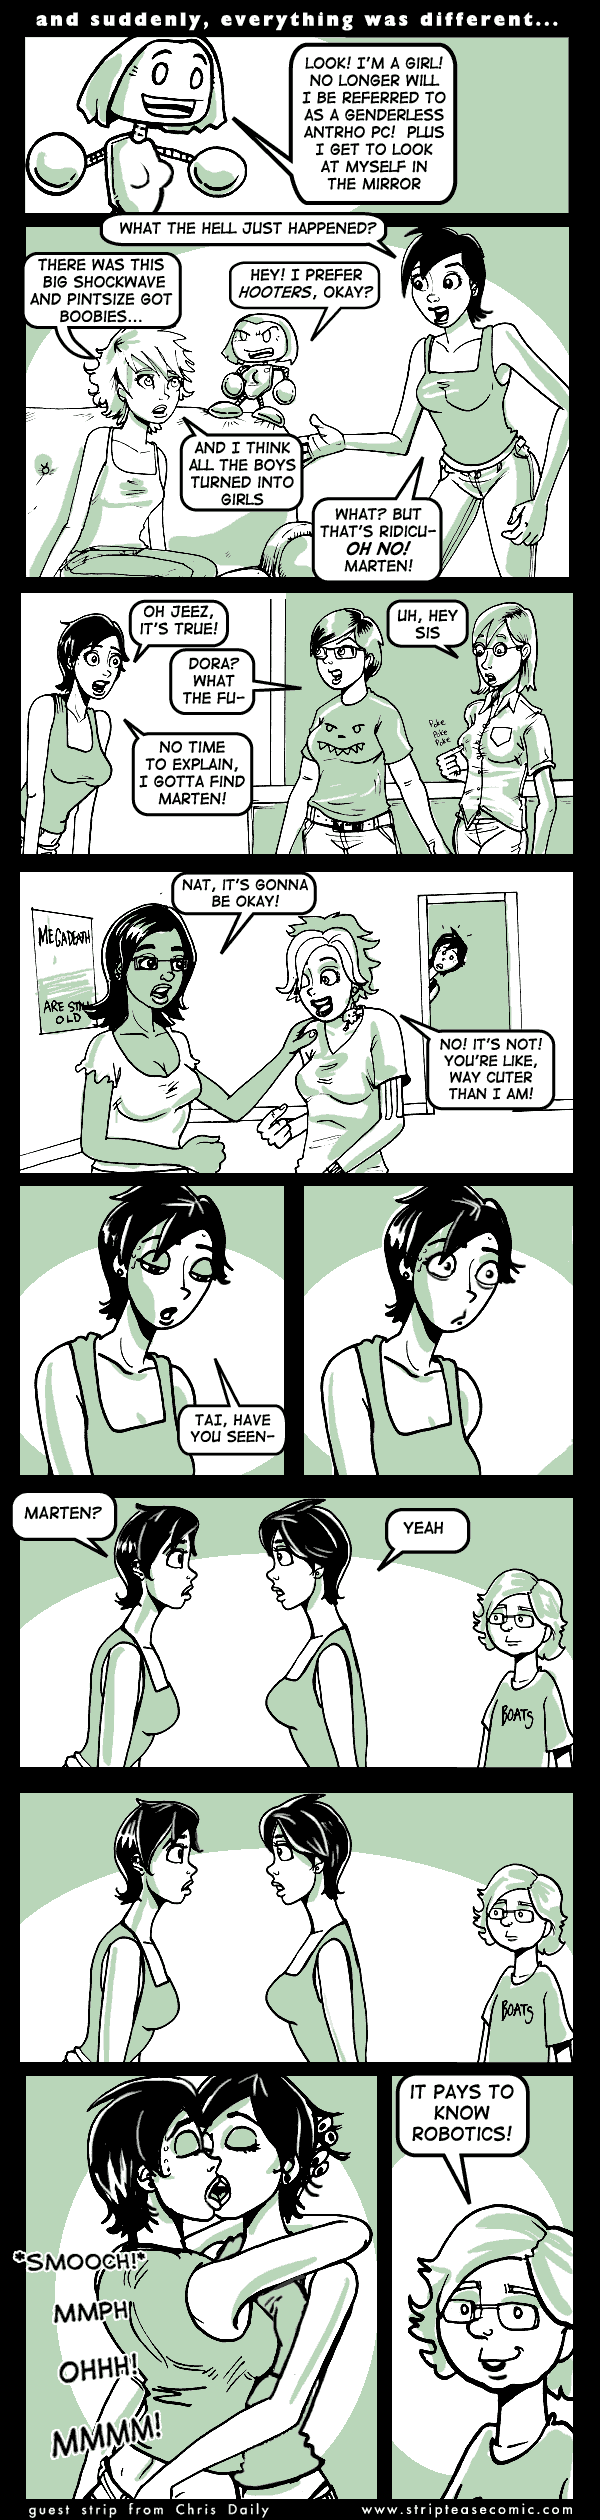 and suddenly, everything was different...
LOOK! I'M A GIRL!
NO LONGER WILL
I BE REFERRED TO
AS A GENDERLESS
ANTRHO PC! PLUS
I GET TO LOOK
AT MYSELF IN
THE MIRROR
WHAT THE HELL JUST HAPPENED?
THERE WAS THIS
BIG SHOCKWAVE
AND PINTSIZE GOT
BOOBIES...
HEY! I PREFER
HOOTERS, OKAY?
AND I THINK
ALL THE BOYS
TURNED INTO
GIRLS
WHAT? BUT
THAT'S RIDICU-
OH NO!
MARTEN!
OH JEEZ,
IT'S TRUE!
DORA?
WHAT
THE FU-
UH, HEY
SIS
Poke
Poke
Poke
NO TIME
TO EXPLAIN,
I GOTTA FIND
MARTEN!
NAT, IT'S GONNA
BE OKAY!
MEGADEATH
ARE STILL
OLD
NO! IT'S NOT!
YOU'RE LIKE,
WAY CUTER
THAN I AM!
TAI, HAVE
YOU SEEN-
MARTEN?
YEAH
BOATS
BOATS
IT PAYS TO
KNOW
ROBOTICS!
*SMOOCH!*
MMPH
OHHH!
MMMM!
guest strip from Chris Daily
www.stripteasecomic.com